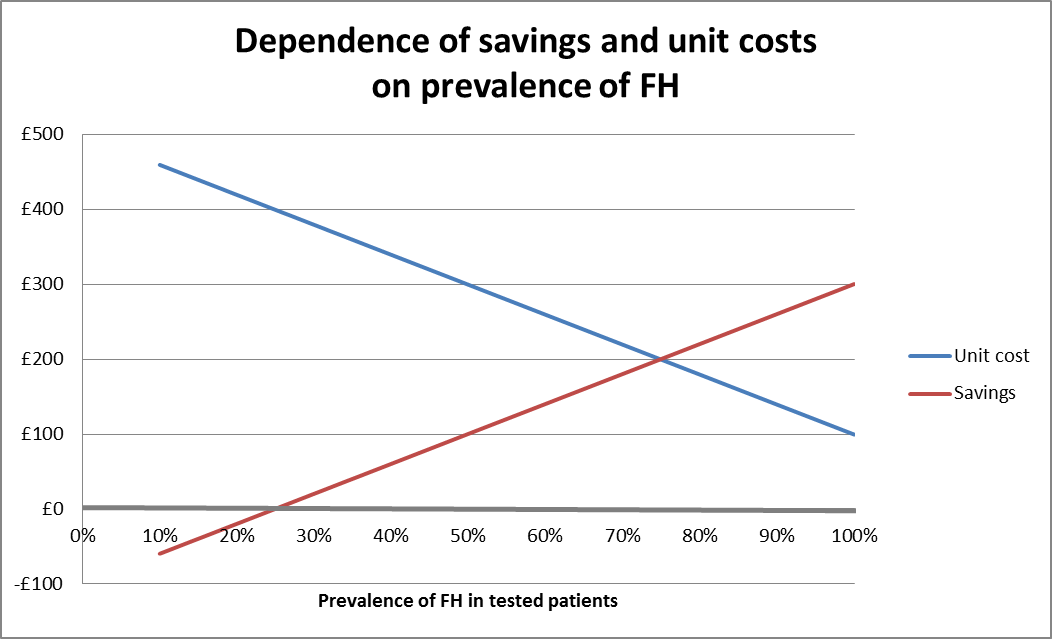 Dependence of savings and unit costs
on prevalence of FH
£500
£400
£300
£200
£100
£0
-£100
0% 10% 20% 30% 40% 50% 60% 70% 80% 90% 100%
Prevalence of FH in tested patients
Unit cost
Savings